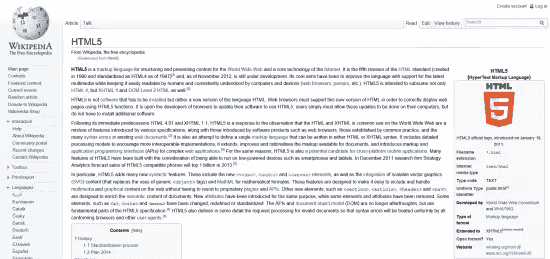 Create account Log in
WIKIPEDIA
The Free Encyclopedia
Article Talk
Read Edit View history
Search
Main page
Contents
Featured content
Current events
Random article
Donate to Wikipedia
Wikimedia Shop
Interaction
Help
About Wikipedia
Community portal
Recent changes
Contact Wikipedia
Toolbox
Print/export
Languages
Català
Dansk
Deutsch
Eesti
Español
HTML5
From Wikipedia, the free encyclopedia
HTML5 is a markup language for structuring and presenting content for the World Wide Web and a core technology of the Internet. It is the fifth revision of the HTML standard (created
in 1990 and standardized as HTML4 as of 1997) and, as of November 2012, is still under development. Its core aims have been to improve the language with support for the latest
multimedia while keeping it easily readable by humans and consistently understood by computers and devices (web browsers, parsers, etc.). HTML5 is intended to subsume not only
HTML 4, but XHTML 1 and DOM Level 2 HTML as well.
HTML5 is not software that has to be installed but rather a new version of the language HTML. Web browsers must support this new version of HTML in order to correctly display web
pages using HTML5 functions. It is upon the developers of browsers to update their software to use HTML5; users simply must allow those updates to be done on their computers, but
do not have to install additional software.
Following its immediate predecessors HTML 4.01 and XHTML 1.1, HTML5 is a response to the observation that the HTML and XHTML in common use on the World Wide Web are a
mixture of features introduced by various specifications, along with those introduced by software products such as web browsers, those established by common practice, and the
many syntax errors in existing web documents. It is also an attempt to define a single markup language that can be written in either HTML or XHTML syntax. It includes detailed
processing models to encourage more interoperable implementations; it extends, improves and rationalises the markup available for documents, and introduces markup and
application programming interfaces (APIs) for complex web applications. For the same reasons, HTML5 is also a potential candidate for cross-platform mobile applications. Many
features of HTML5 have been built with the consideration of being able to run on low-powered devices such as smartphones and tablets. In December 2011 research firm Strategy
Analytics forecast sales of HTML5 compatible phones will top 1 billion in 2013.
In particular, HTML5 adds many new syntactic features. These include the new <video>, <audio> and <canvas> elements, as well as the integration of scalable vector graphics
(SVG) content (that replaces the uses of generic <object> tags) and MathML for mathematical formulas. These features are designed to make it easy to include and handle
multimedia and graphical content on the web without having to resort to proprietary plugins and APIs. Other new elements, such as <section>, <article>, <header> and <nav>,
are designed to enrich the semantic content of documents. New attributes have been introduced for the same purpose, while some elements and attributes have been removed. Some
elements, such as <a>, <cite> and <menu> have been changed, redefined or standardized. The APIs and document object model (DOM) are no longer afterthoughts, but are
fundamental parts of the HTML5 specification. HTML5 also defines in some detail the required processing for invalid documents so that syntax errors will be treated uniformly by all
conforming browsers and other user agents.
Contents [hide]
1 History
1.1 Standardization process
1.2 Plan 2014
HTML5
(HyperText Markup Language)
HTML
5
HTML5 official logo, introduced on January 18,
2011.
Filename extension .html
Internet media type text/html
Type code TEXT
Uniform Type Identifier public.html
Developed by World Wide Web Consortium and WHATWG
Type of format Markup language
Extended to XHTML5
Open format? Yes
Website